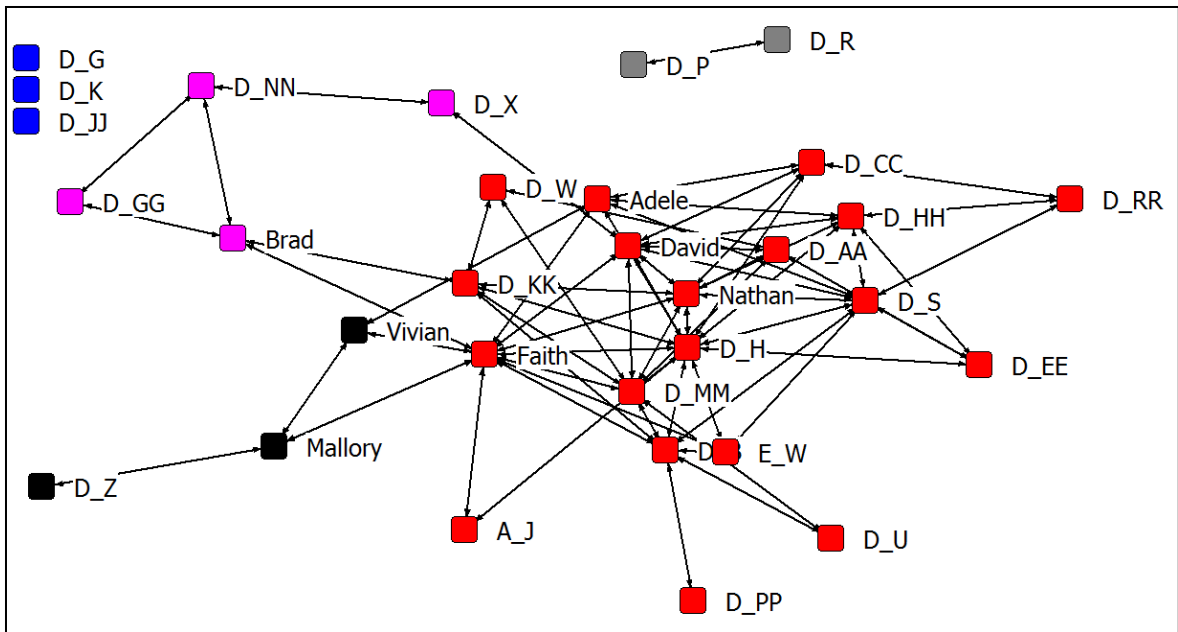 D_R
D_P
D_G
D_K
D_JJ
D_NN
D_X
D_CC
D_W
Adele
D_RR
D_GG
D_HH
Brad
David
D_AA
D_KK
Nathan
D_S
Vivian
Faith
D_H
D_EE
D_MM
Mallory
E_W
D_Z
A_J
D_U
D_PP